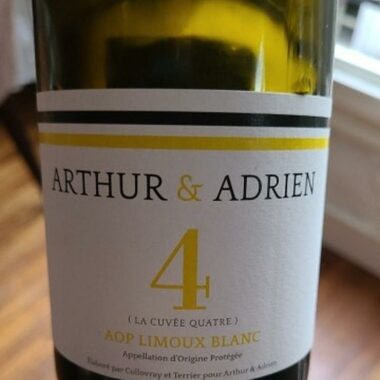 ARTHUR & ADRIEN
4
( LA CUVÉE QUATRE )
AOP LIMOUX BLANC
Appellation d'Origine Protégée
Elaboré par Collovray et Terrier pour Arthur & Adrien